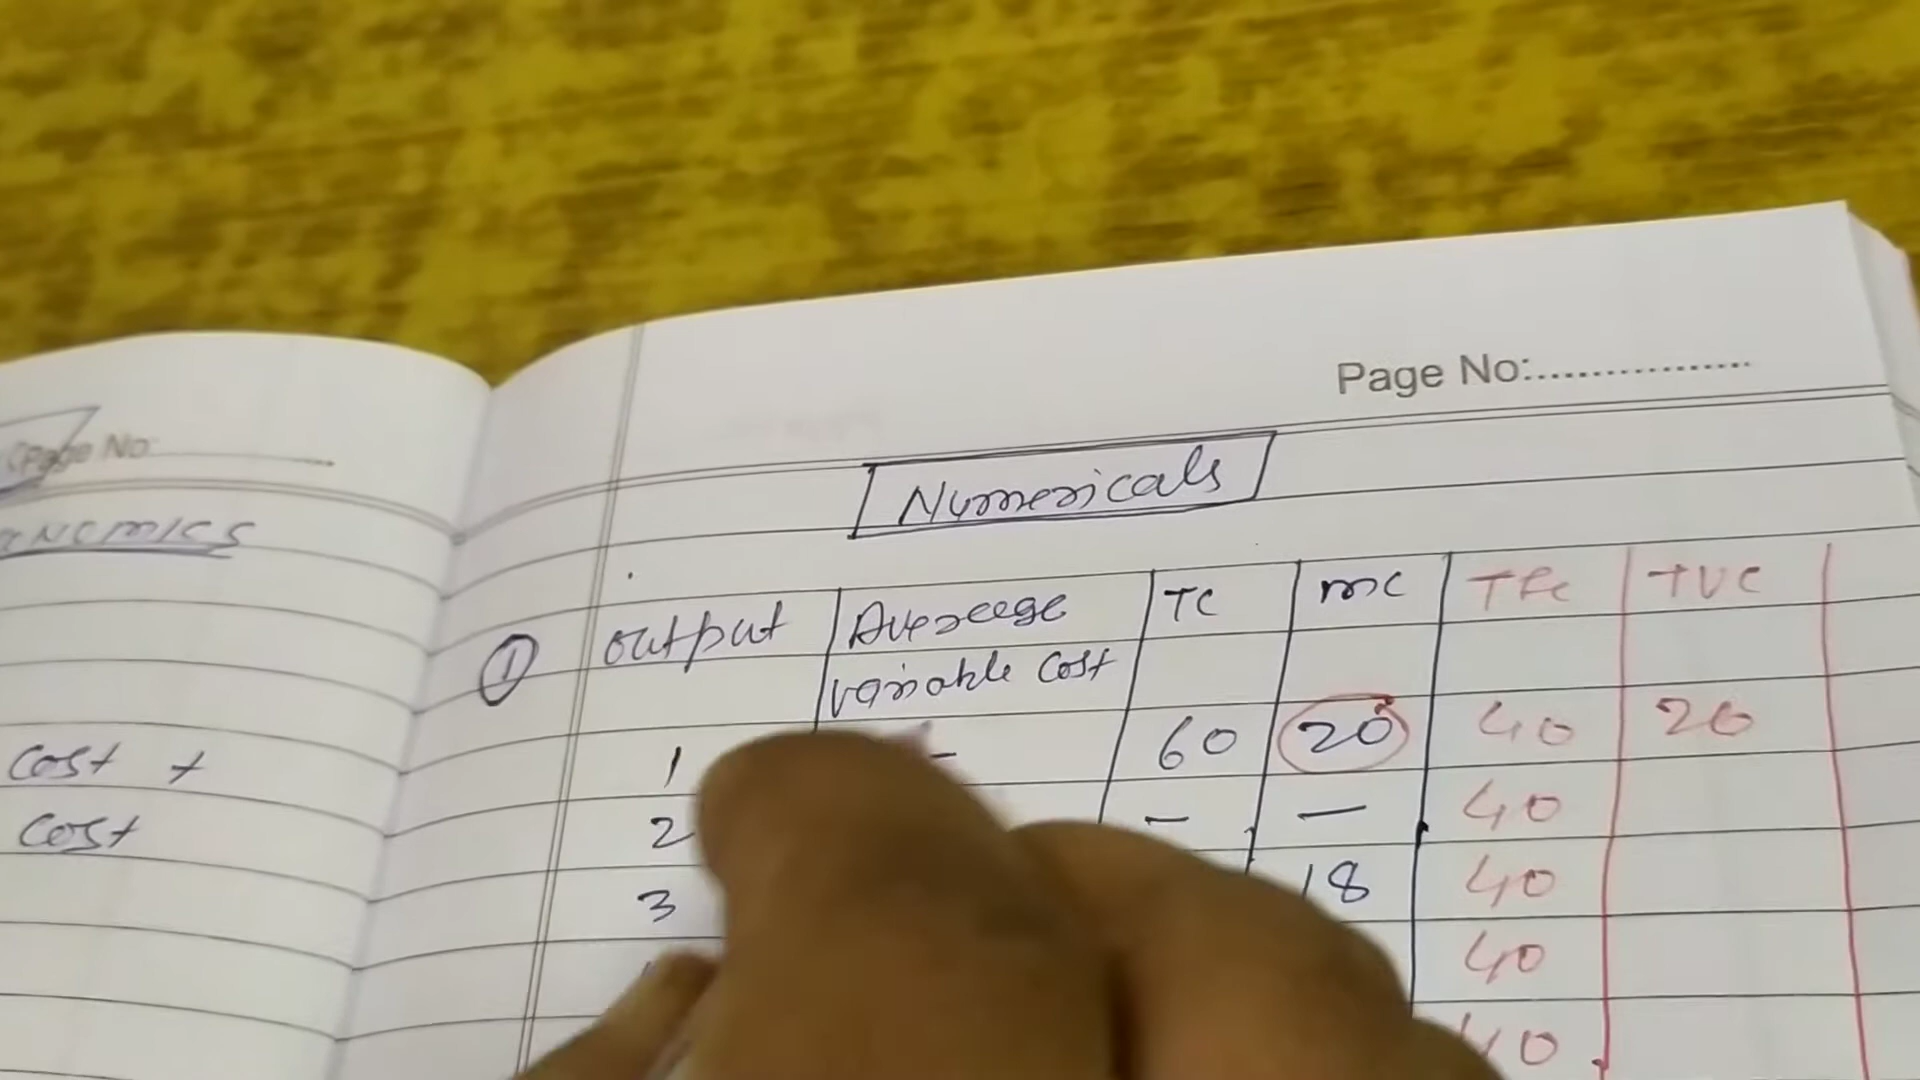 Page No:..................
Page No
Numericals
① output Average variable cost TC mc TFC TVC
1 - 60 20 40 20
2 - - 40
3 18 40
40
40
cost +
cost